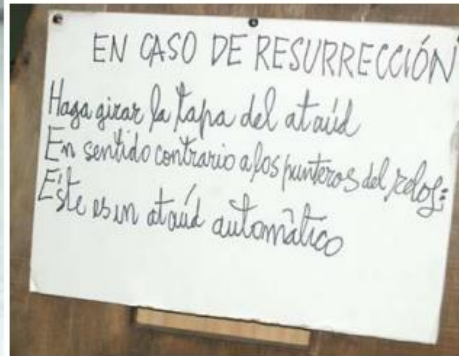 EN CASO DE RESURRECCIÓN
Haga girar la tapa del ataúd
En sentido contrario a los punteros del reloj:
Éste es un ataúd automático